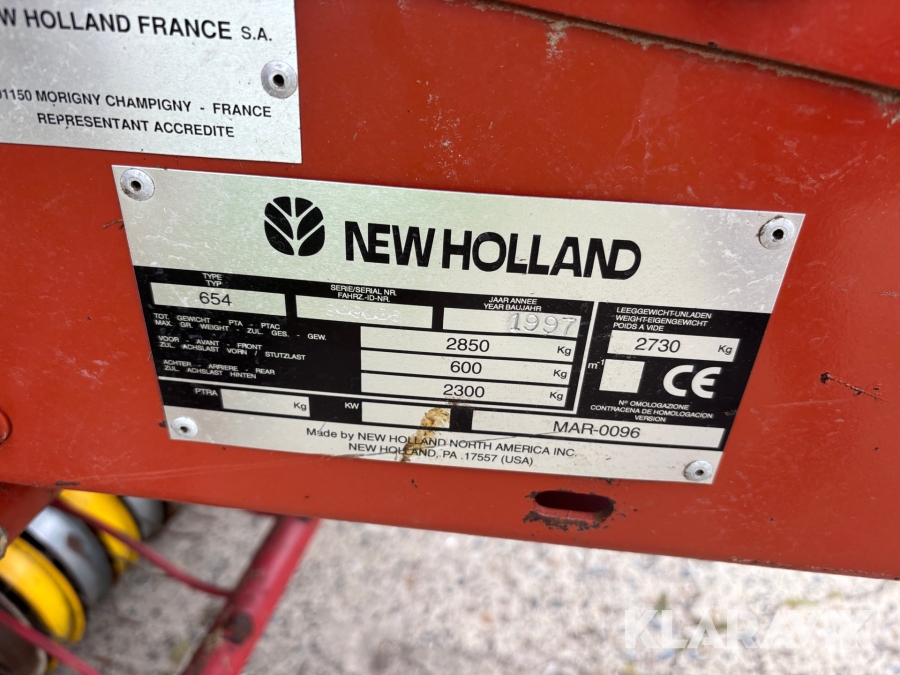 HOLLAND FRANCE S.A.
MORIGNY CHAMPIGNY - FRANCE
REPRESENTANT ACCREDITE
NEW HOLLAND
TYPE
TYP
654
SERIE/SERIAL NR.
FAHRZ.-ID-NR.
JAAR ANNEE
YEAR BAUJAHR
1997
TOT. GEWICHT - PTA - PTAC
MAX. GR. WEIGHT - ZUL. GES. - GEW.
2850 Kg
VOOR - AVANT - FRONT
ZUL. ACHSLAST VORN / STUTZLAST
600 Kg
ACHTER - ARRIERE - REAR
ZUL. ACHSLAST HINTEN
2300 Kg
PTRA Kg KW
LEEGGEWICHT-UNLADEN
WEIGHT-EIGENGEWICHT
POIDS A VIDE
2730 Kg
m⁻¹
CE
Nº OMOLOGAZIONE
CONTRACENA DE HOMOLOGACION
VERSION
MAR-0096
Made by NEW HOLLAND NORTH AMERICA INC.
NEW HOLLAND, PA .17557 (USA)